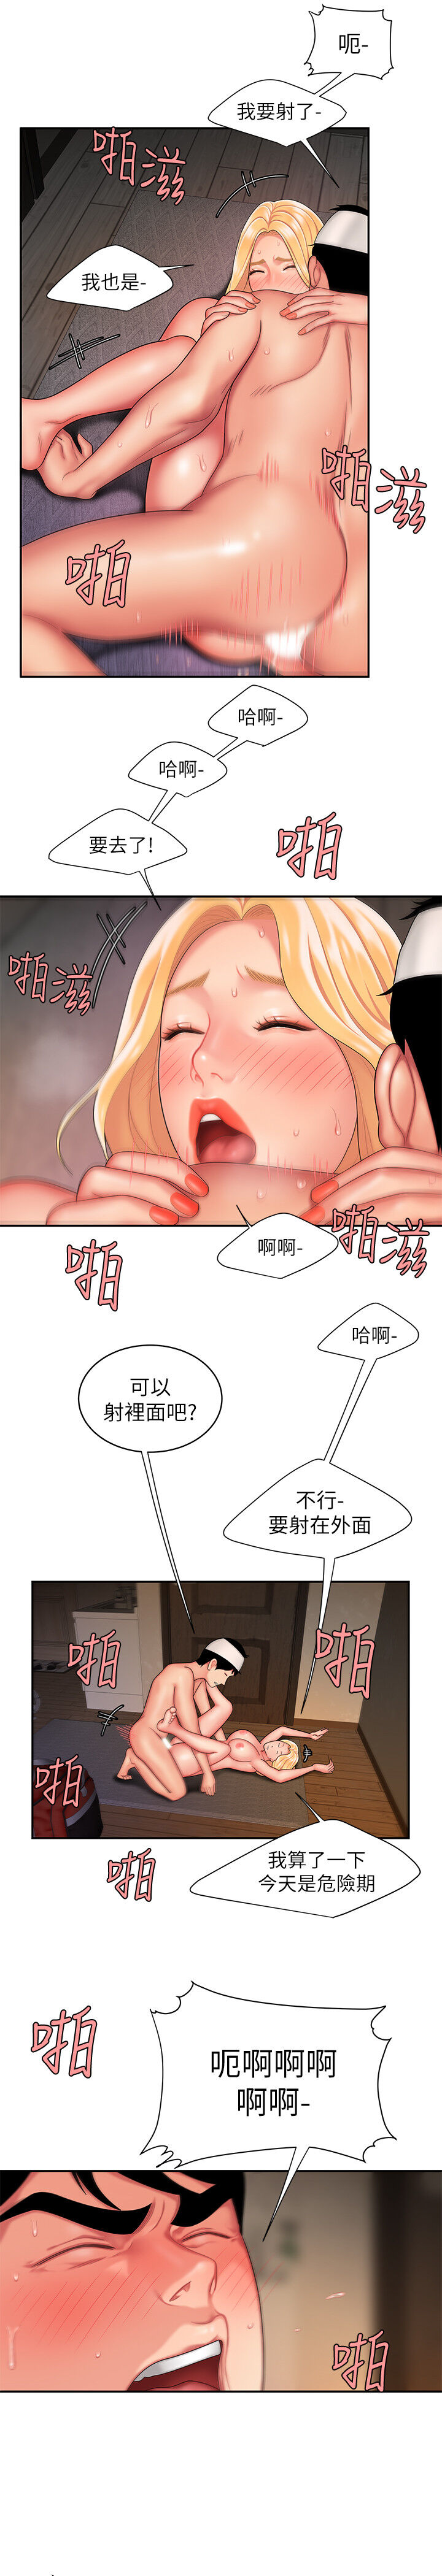 呃-
我要射了-
啪滋
我也是-
啪滋
啪
哈啊-
哈啊-
要去了!
啪
啪滋
啊啊-
啪滋
啪
哈啊-
可以
射裡面吧?
不行-
要射在外面
啪
啪
啪
我算了一下
今天是危險期
啪
啪
呃啊啊啊
啊啊-
啪